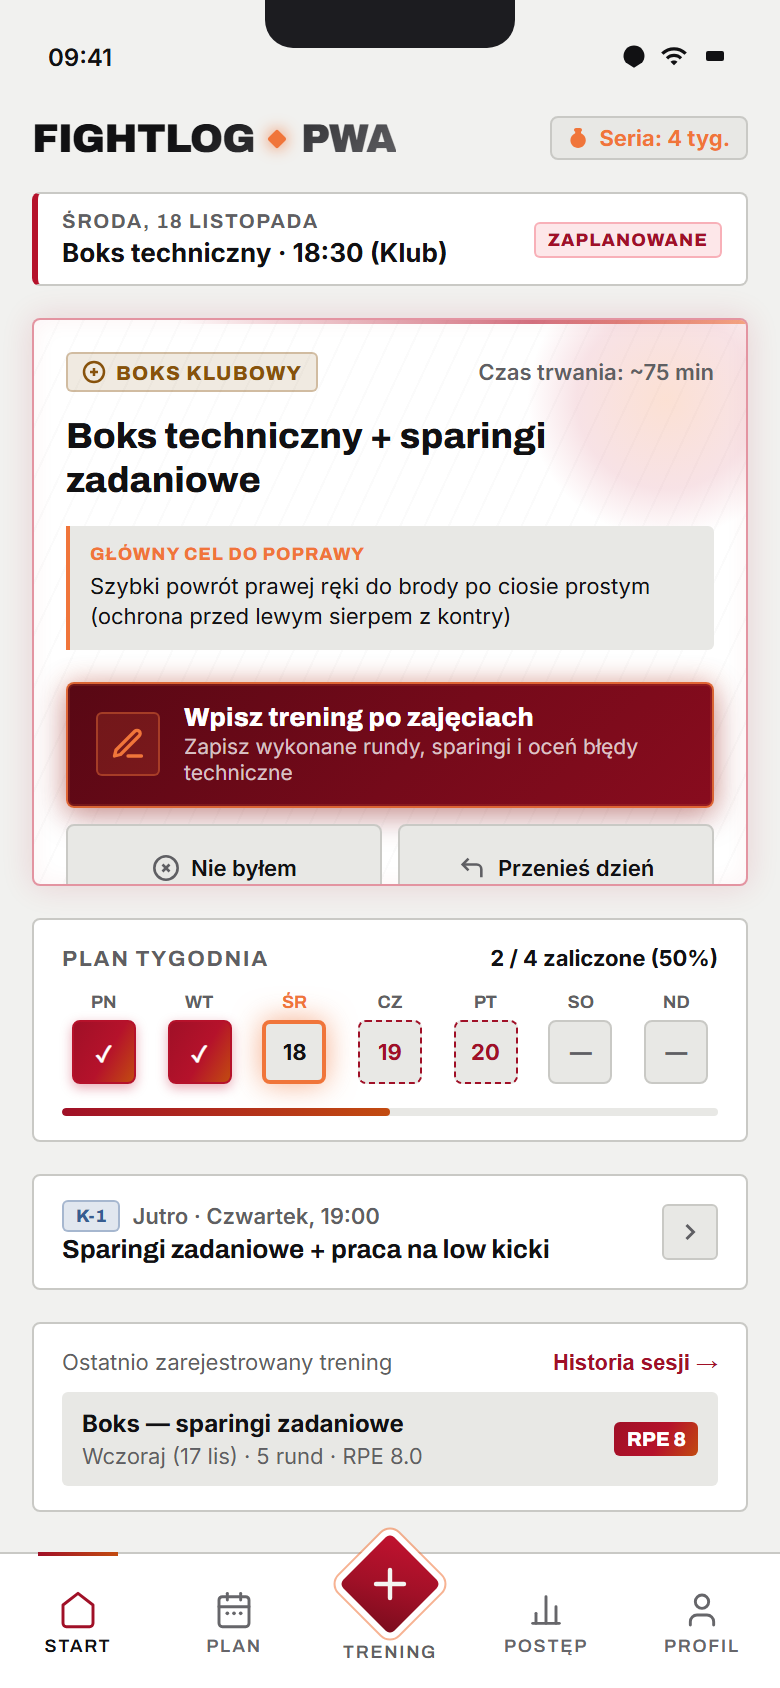 09:41
FIGHTLOG PWA
Seria: 4 tyg.
ŚRODA, 18 LISTOPADA
Boks techniczny · 18:30 (Klub)
ZAPLANOWANE
BOKS KLUBOWY
Czas trwania: ~75 min
Boks techniczny + sparingi
zadaniowe
GŁÓWNY CEL DO POPRAWY
Szybki powrót prawej ręki do brody po ciosie prostym
(ochrona przed lewym sierpem z kontry)
Wpisz trening po zajęciach
Zapisz wykonane rundy, sparingi i oceń błędy
techniczne
Nie byłem
Przenieś dzień
PLAN TYGODNIA
2 / 4 zaliczone (50%)
PN WT ŚR CZ PT SO ND
✓ ✓ 18 19 20 — —
K-1 Jutro · Czwartek, 19:00
Sparingi zadaniowe + praca na low kicki
Ostatnio zarejestrowany trening
Historia sesji →
Boks — sparingi zadaniowe
Wczoraj (17 lis) · 5 rund · RPE 8.0
RPE 8
START PLAN TRENING POSTĘP PROFIL